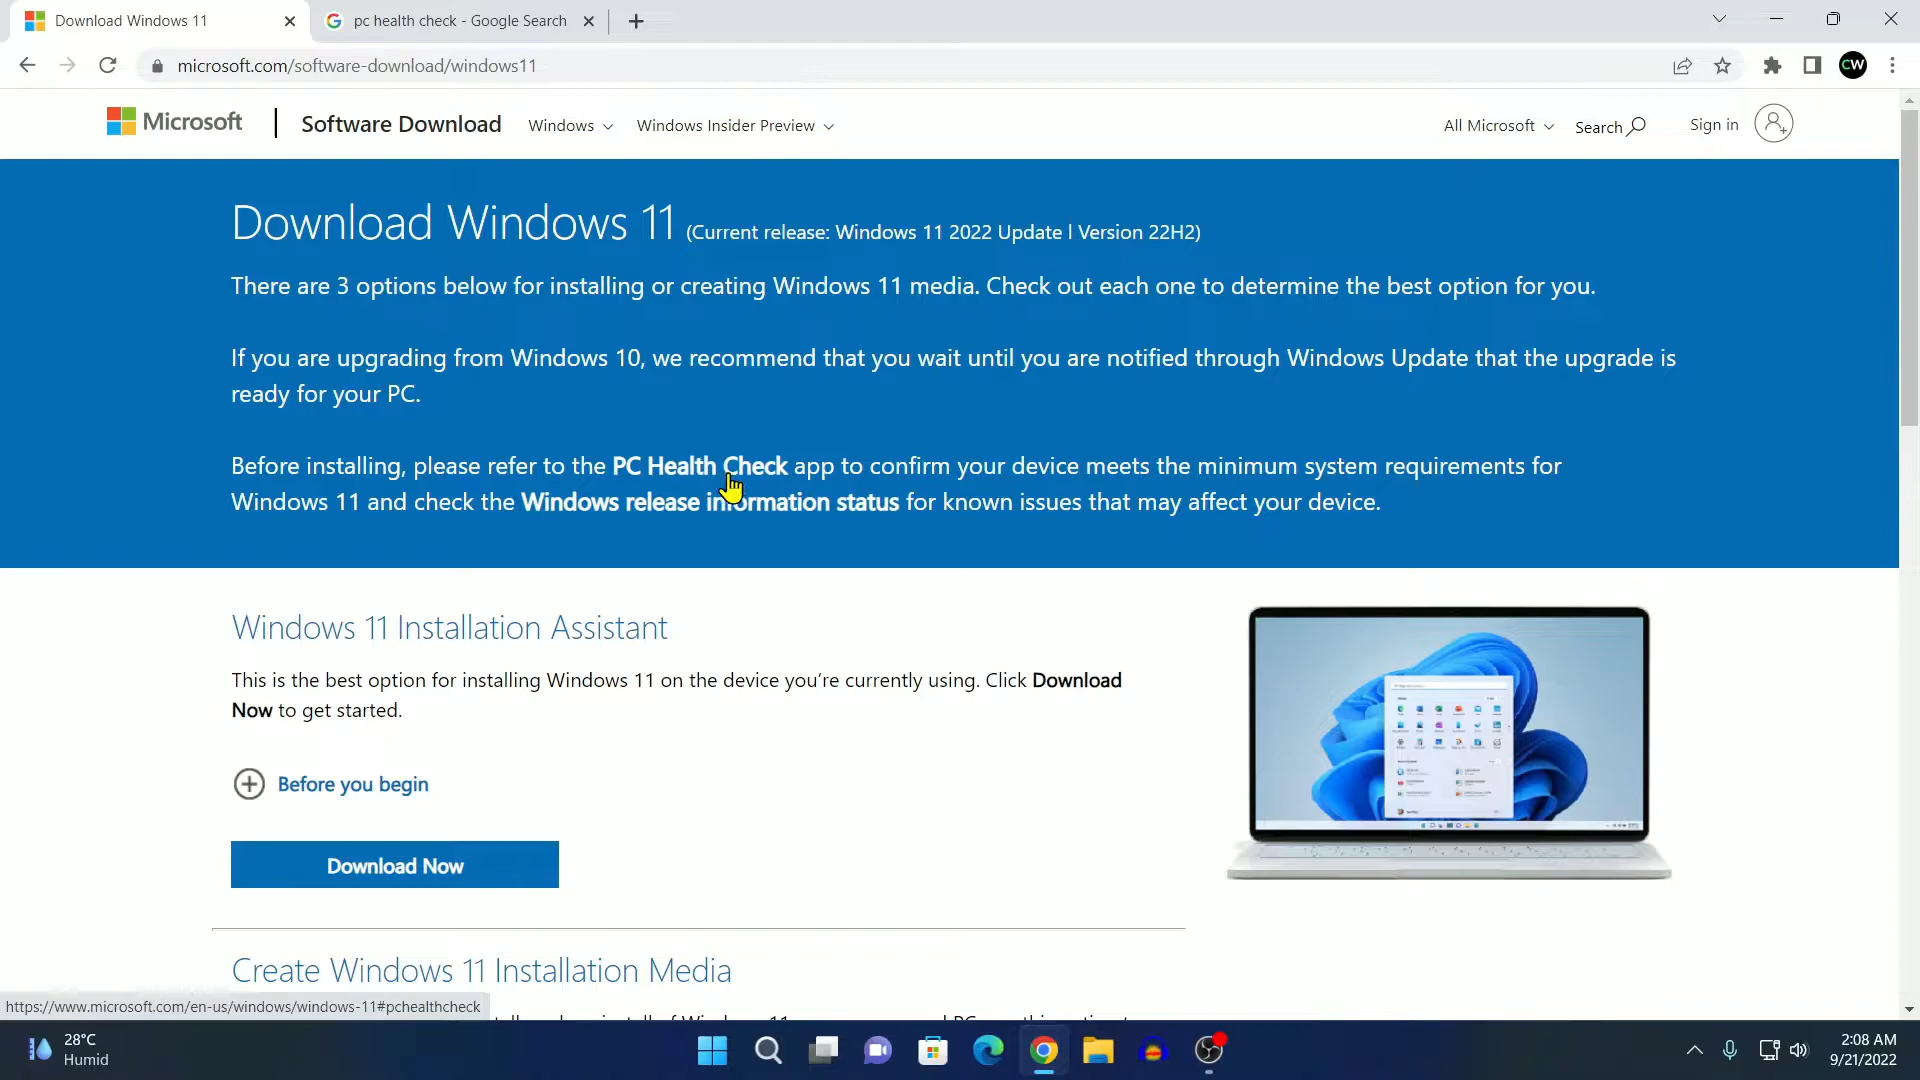 Download Windows 11
pc health check - Google Search
microsoft.com/software-download/windows11
CW
Microsoft
Software Download
Windows
Windows Insider Preview
All Microsoft
Search
Sign in
Download Windows 11 (Current release: Windows 11 2022 Update l Version 22H2)
There are 3 options below for installing or creating Windows 11 media. Check out each one to determine the best option for you.
If you are upgrading from Windows 10, we recommend that you wait until you are notified through Windows Update that the upgrade is
ready for your PC.
Before installing, please refer to the PC Health Check app to confirm your device meets the minimum system requirements for
Windows 11 and check the Windows release information status for known issues that may affect your device.
Windows 11 Installation Assistant
This is the best option for installing Windows 11 on the device you're currently using. Click Download
Now to get started.
Before you begin
Download Now
Create Windows 11 Installation Media
https://www.microsoft.com/en-us/windows/windows-11#pchealthcheck
28°C
Humid
2:08 AM
9/21/2022